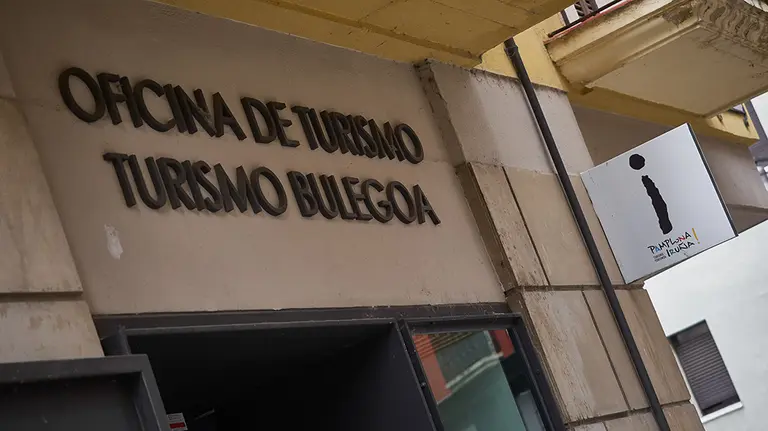 OFICINA DE TURISMO
TURISMO BULEGOA
i
PAMPLONA
IRUÑA!